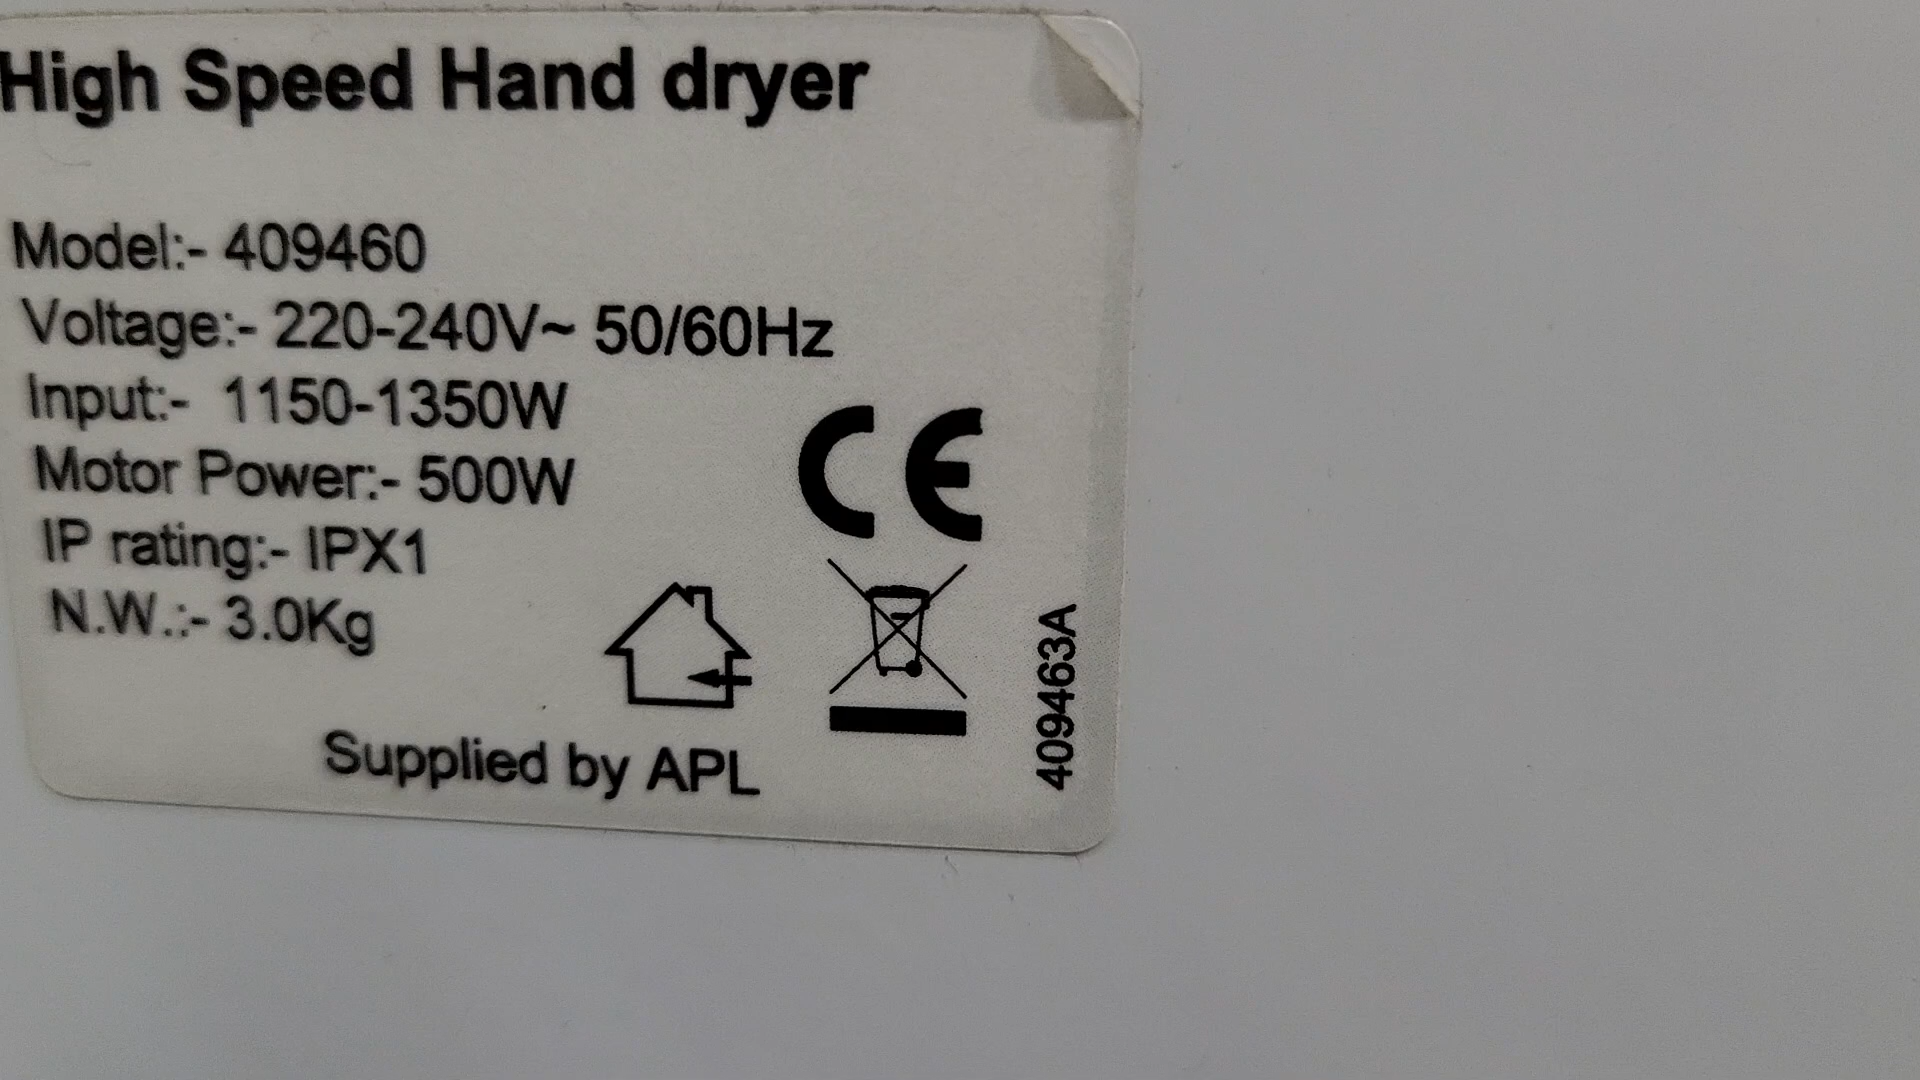 High Speed Hand dryer
Model:- 409460
Voltage:- 220-240V~ 50/60Hz
Input:- 1150-1350W
Motor Power:- 500W
IP rating:- IPX1
N.W.:- 3.0Kg
CE
Supplied by APL
409463A